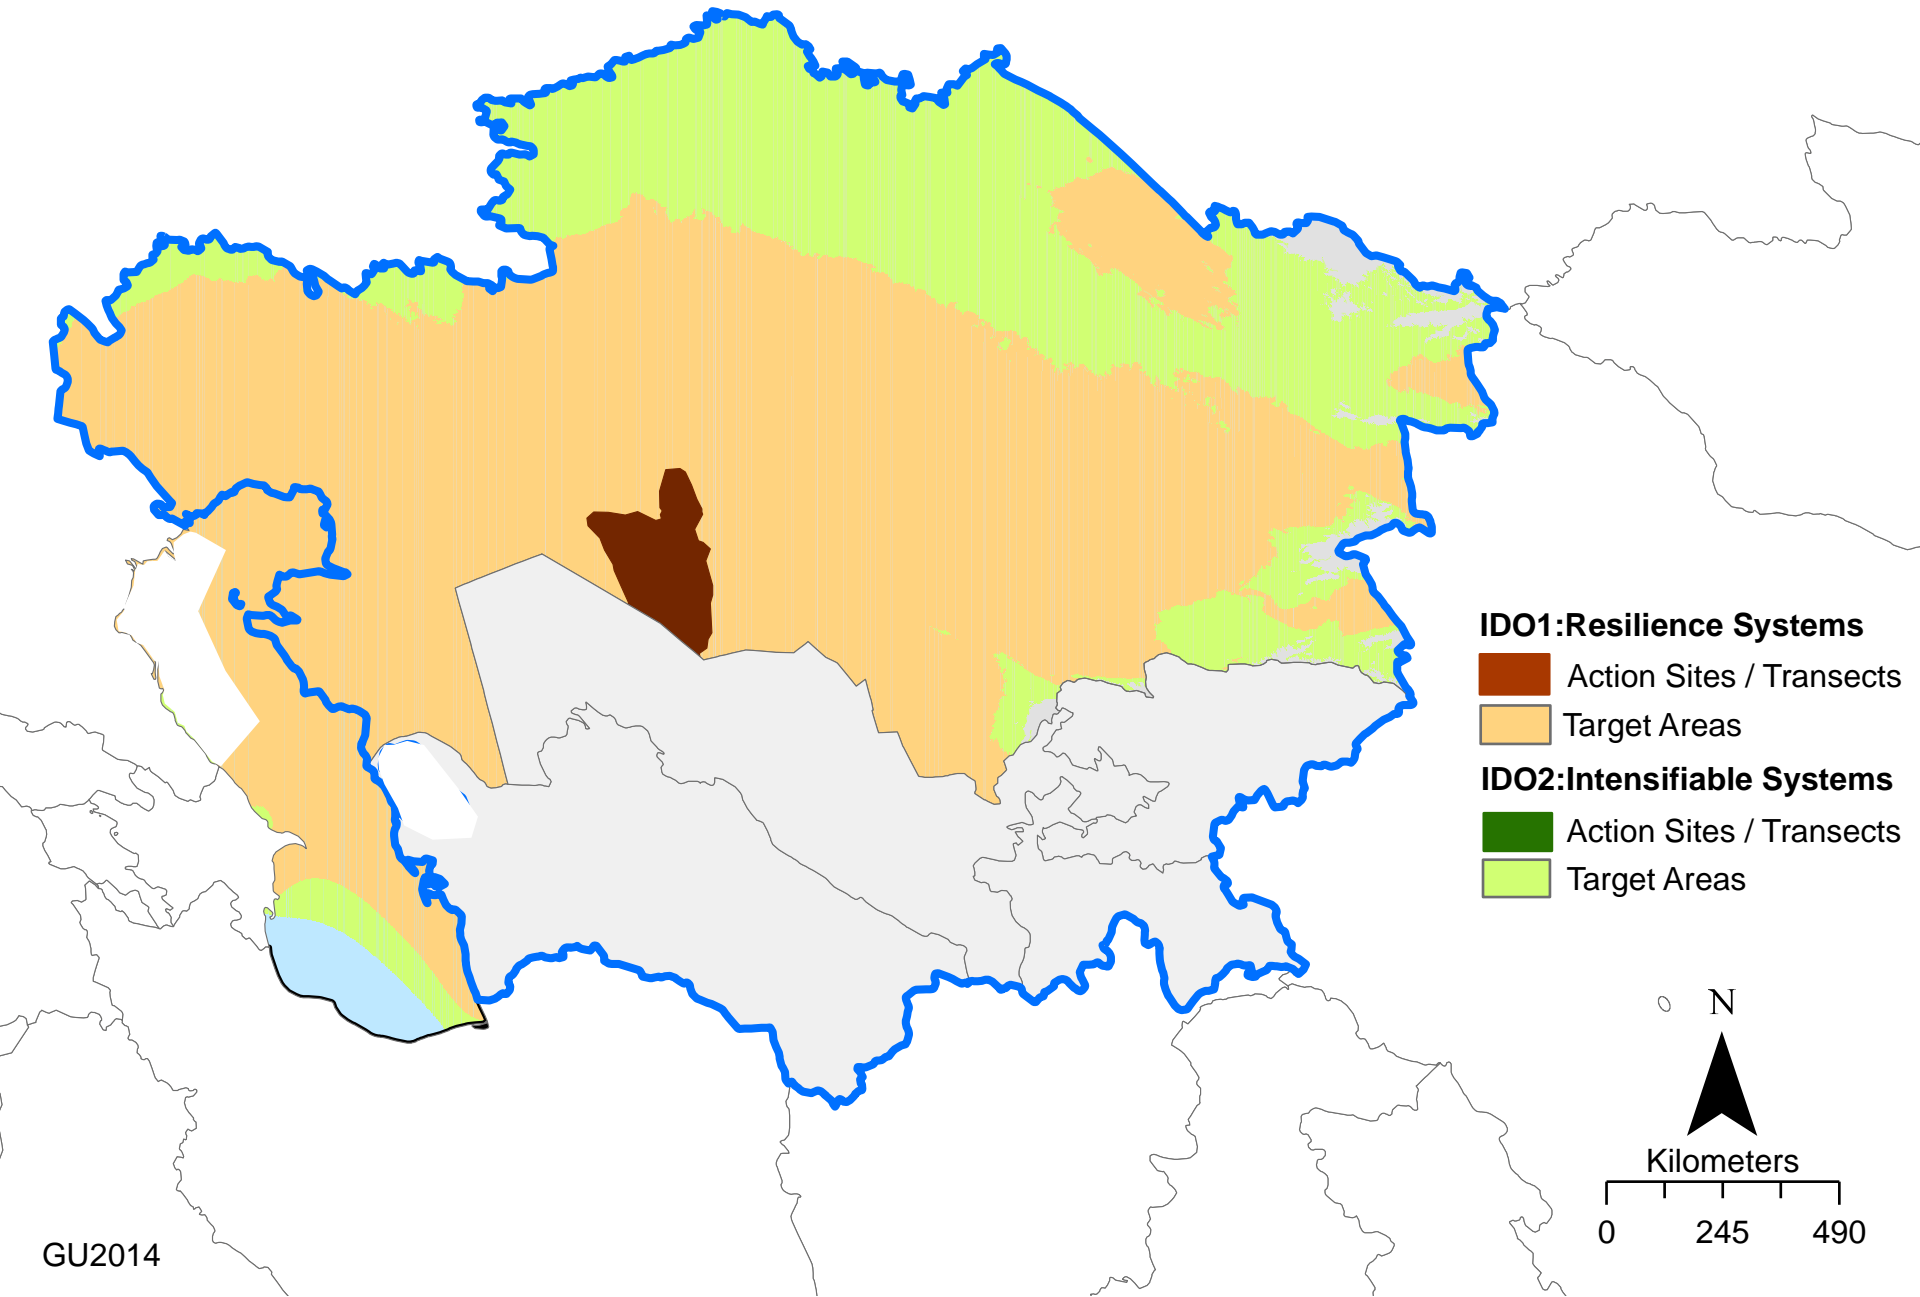 IDO1:Resilience Systems
Action Sites / Transects
Target Areas
IDO2:Intensifiable Systems
Action Sites / Transects
Target Areas
N
Kilometers
0 245 490
GU2014